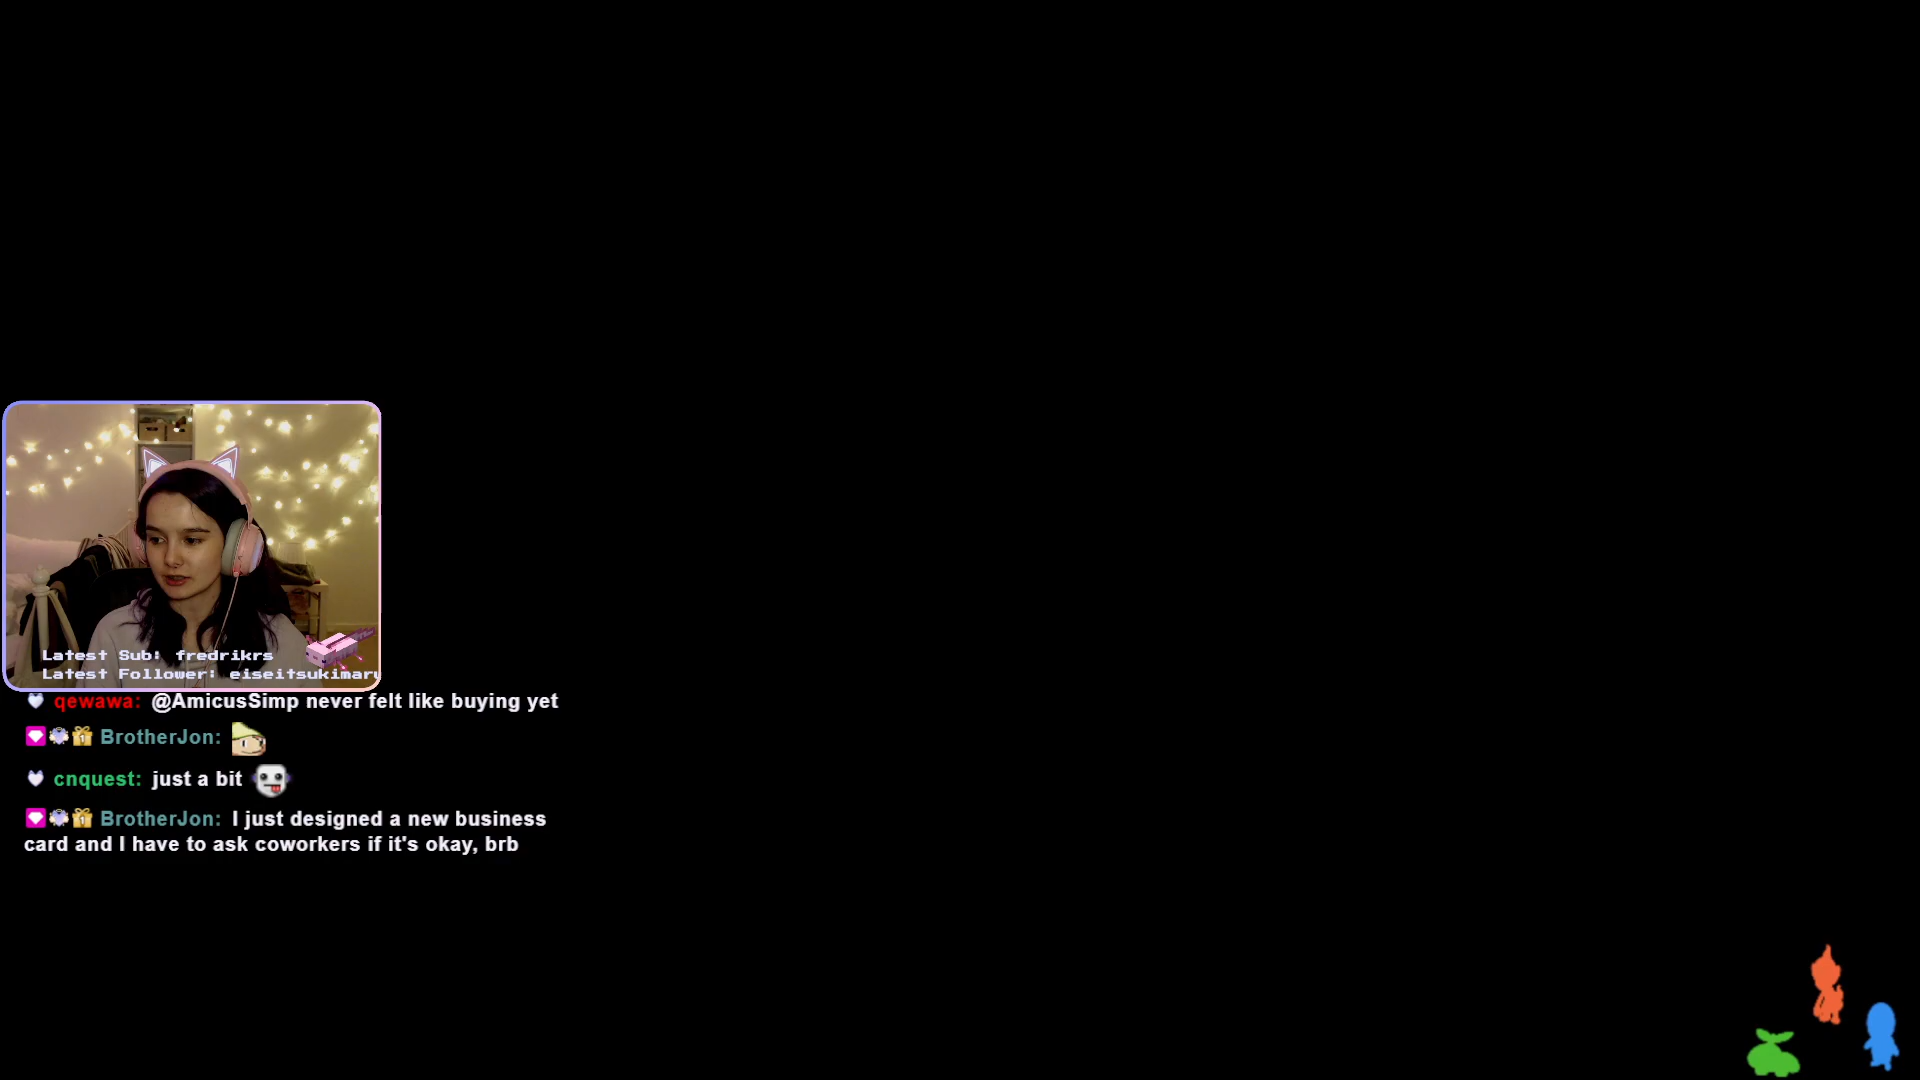 Latest Sub: fredrikrs
Latest Follower: eiseitsukimaru
qewawa: @AmicusSimp never felt like buying yet
BrotherJon:
cnquest: just a bit
BrotherJon: I just designed a new business
card and I have to ask coworkers if it's okay, brb